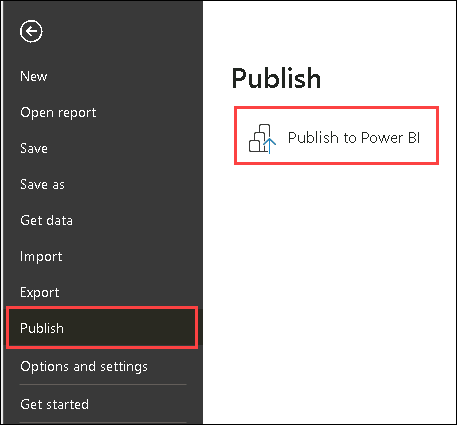 New
Open report
Save
Save as
Get data
Import
Export
Publish
Options and settings
Get started
Publish
Publish to Power BI